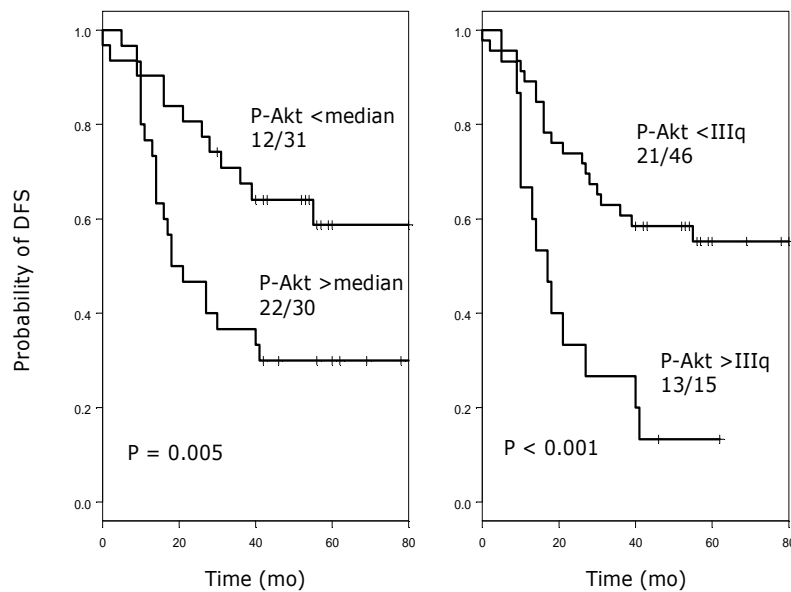 Probability of DFS
1.0
0.8
0.6
0.4
0.2
0.0
P-Akt <median
12/31
P-Akt >median
22/30
P = 0.005
0
20
40
60
80
Time (mo)
1.0
0.8
0.6
0.4
0.2
0.0
P-Akt <IIIq
21/46
P-Akt >IIIq
13/15
P < 0.001
0
20
40
60
80
Time (mo)